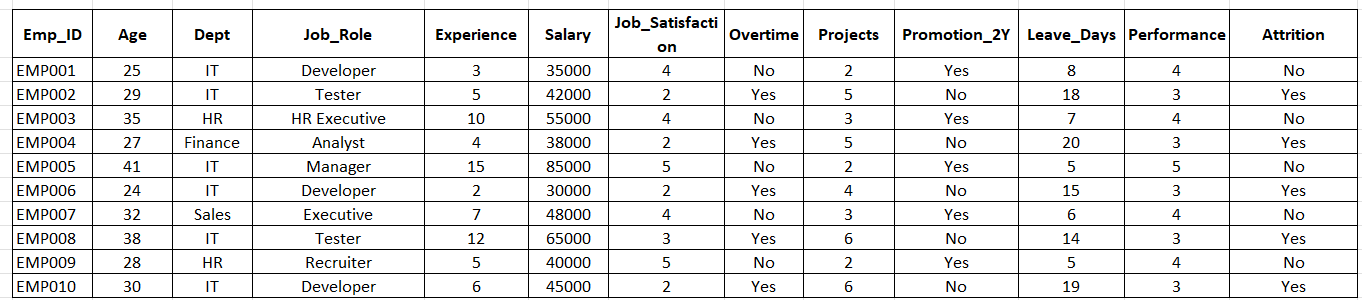 Emp_ID Age Dept Job_Role Experience Salary Job_Satisfacti on Overtime Projects Promotion_2Y Leave_Days Performance Attrition
EMP001 25 IT Developer 3 35000 4 No 2 Yes 8 4 No
EMP002 29 IT Tester 5 42000 2 Yes 5 No 18 3 Yes
EMP003 35 HR HR Executive 10 55000 4 No 3 Yes 7 4 No
EMP004 27 Finance Analyst 4 38000 2 Yes 5 No 20 3 Yes
EMP005 41 IT Manager 15 85000 5 No 2 Yes 5 5 No
EMP006 24 IT Developer 2 30000 2 Yes 4 No 15 3 Yes
EMP007 32 Sales Executive 7 48000 4 No 3 Yes 6 4 No
EMP008 38 IT Tester 12 65000 3 Yes 6 No 14 3 Yes
EMP009 28 HR Recruiter 5 40000 5 No 2 Yes 5 4 No
EMP010 30 IT Developer 6 45000 2 Yes 6 No 19 3 Yes